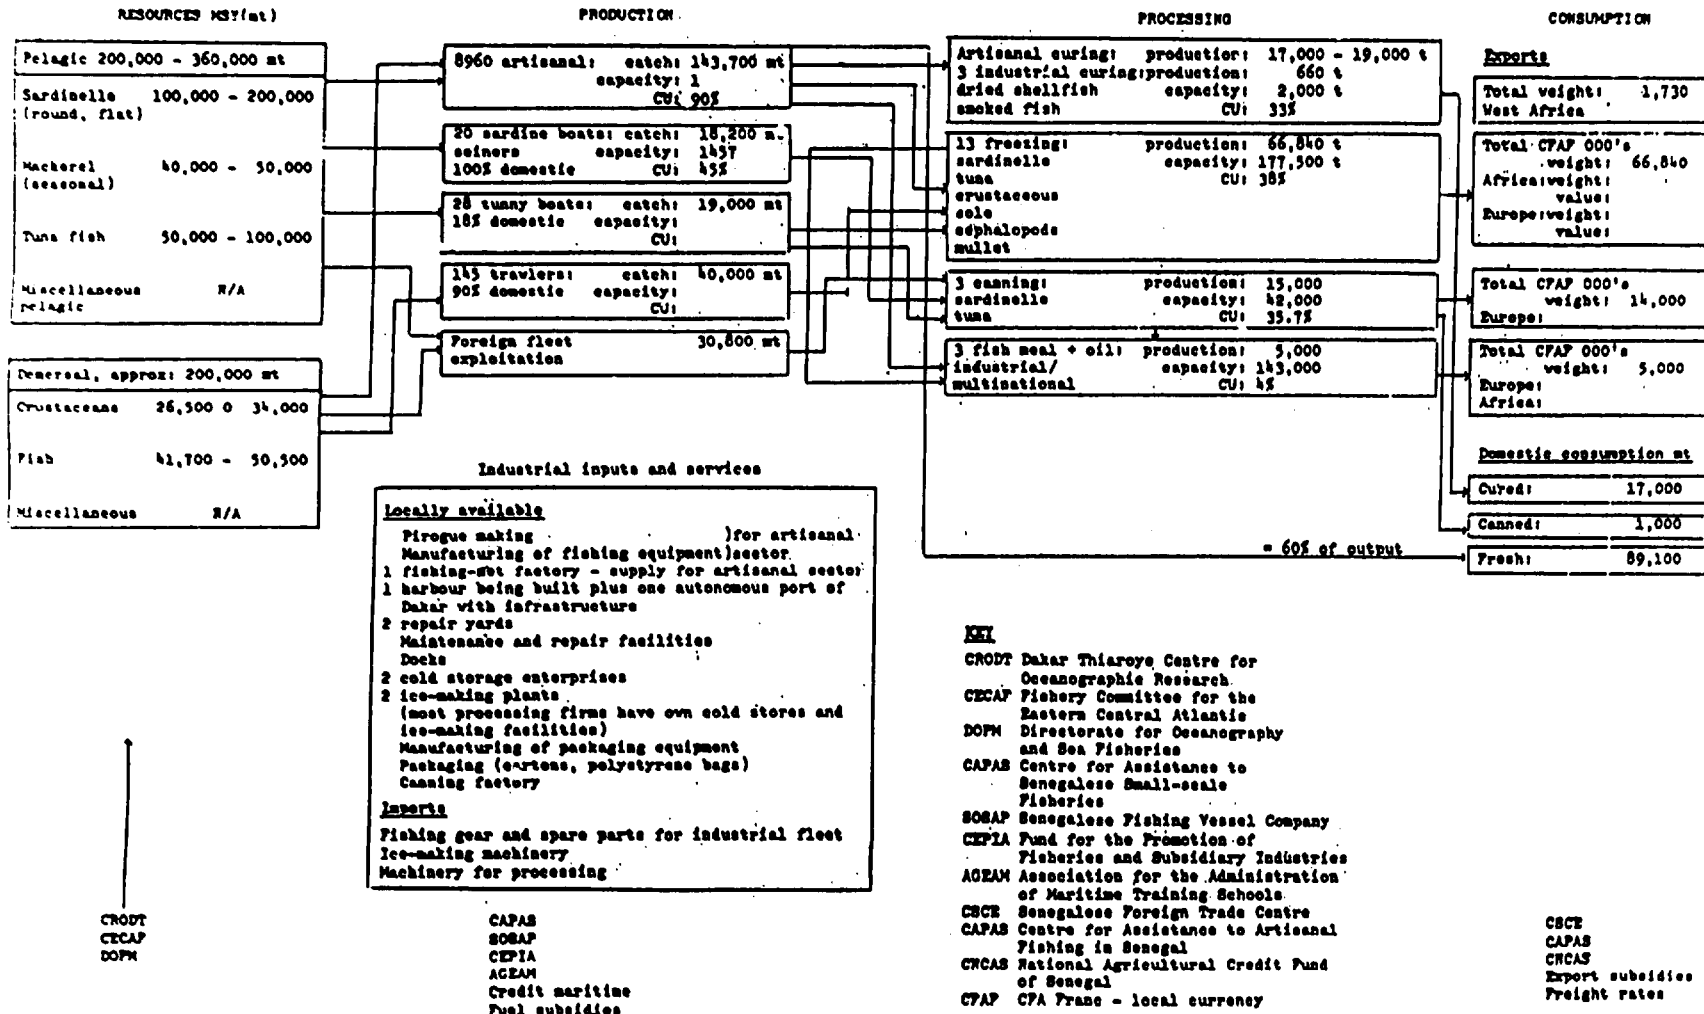 RESOURCES MSY(mt)
Pelagic 200,000 - 360,000 mt
Sardinelle 100,000 - 200,000
(round, flat)
Mackerel 40,000 - 50,000
(seasonal)
Tuna fish 50,000 - 100,000
Miscellaneous N/A
pelagic
Demersal, approx: 200,000 mt
Crustaceans 26,500 0 34,000
Fish 41,700 - 50,500
Miscellaneous N/A
CRODT
CECAF
DOPM
PRODUCTION
8960 artisanal: catch: 143,700 mt
capacity: 1
CU: 90%
20 sardine boats: catch: 18,200 m.
seiners capacity: 1457
100% domestic CU: 45%
28 tunny boats: catch: 19,000 mt
18% domestic capacity:
CU:
145 trawlers: catch: 40,000 mt
90% domestic capacity:
CU:
Foreign fleet 30,800 mt
exploitation
Industrial inputs and services
Locally available
Pirogue making )for artisanal
Manufacturing of fishing equipment)sector
1 fishing-net factory - supply for artisanal sector
1 harbour being built plus one autonomous port of
Dakar with infrastructure
2 repair yards
Maintenance and repair facilities
Docks
2 cold storage enterprises
2 ice-making plants
(most processing firms have own cold stores and
ice-making facilities)
Manufacturing of packaging equipment
Packaging (cartons, polystyrene bags)
Canning factory
Imports
Fishing gear and spare parts for industrial fleet
Ice-making machinery
Machinery for processing
CAPAS
SOSAP
CEPIA
AGEAM
Credit maritime
Fuel subsidies
PROCESSING
Artisanal curing: production: 17,000 - 19,000 t
3 industrial curing:production: 660 t
dried shellfish capacity: 2,000 t
smoked fish CU: 33%
13 freezing: production: 66,840 t
sardinelle capacity: 177,500 t
tuna CU: 38%
crustaceous
sole
cephalopods
mullet
3 canning: production: 15,000
sardinelle capacity: 42,000
tuna CU: 35.7%
3 fish meal + oil: production: 5,000
industrial/ capacity: 143,000
multinational CU: 4%
= 60% of output
KEY
CRODT Dakar Thiaroye Centre for
Oceanographic Research
CECAF Fishery Committee for the
Eastern Central Atlantic
DOPM Directorate for Oceanography
and Sea Fisheries
CAPAS Centre for Assistance to
Senegalese Small-scale
Fisheries
SOSAP Senegalese Fishing Vessel Company
CEPIA Fund for the Promotion of
Fisheries and Subsidiary Industries
AGEAM Association for the Administration
of Maritime Training Schools
CSCE Senegalese Foreign Trade Centre
CAPAS Centre for Assistance to Artisanal
Fishing in Senegal
CNCAS National Agricultural Credit Fund
of Senegal
CFAF CFA Franc - local currency
CONSUMPTION
Exports
Total weight: 1,730
West Africa
Total CFAF 000's
weight: 66,840
Africa:weight:
value:
Europe:weight:
value:
Total CFAF 000's
weight: 14,000
Europe:
Total CFAF 000's
weight: 5,000
Europe:
Africa:
Domestic consumption mt
Cured: 17,000
Canned: 1,000
Fresh: 89,100
CSCE
CAPAS
CNCAS
Export subsidies
Freight rates